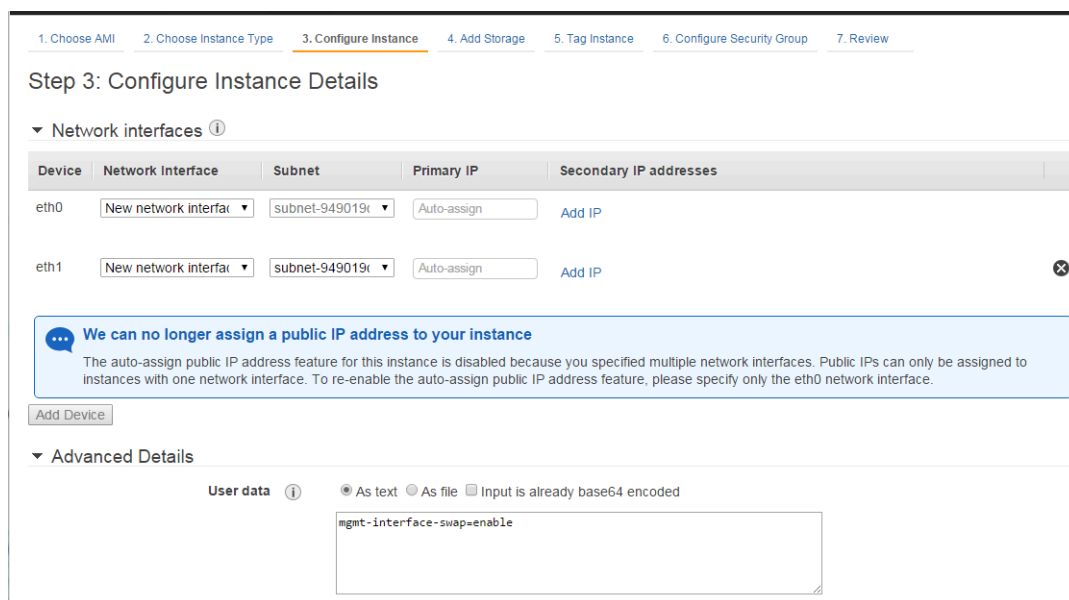 1. Choose AMI 2. Choose Instance Type 3. Configure Instance 4. Add Storage 5. Tag Instance 6. Configure Security Group 7. Review
Step 3: Configure Instance Details
Network interfaces
Device Network Interface Subnet Primary IP Secondary IP addresses
eth0 New network interfac subnet-949019c Auto-assign Add IP
eth1 New network interfac subnet-949019c Auto-assign Add IP
We can no longer assign a public IP address to your instance
The auto-assign public IP address feature for this instance is disabled because you specified multiple network interfaces. Public IPs can only be assigned to
instances with one network interface. To re-enable the auto-assign public IP address feature, please specify only the eth0 network interface.
Add Device
Advanced Details
User data As text As file Input is already base64 encoded
mgmt-interface-swap=enable